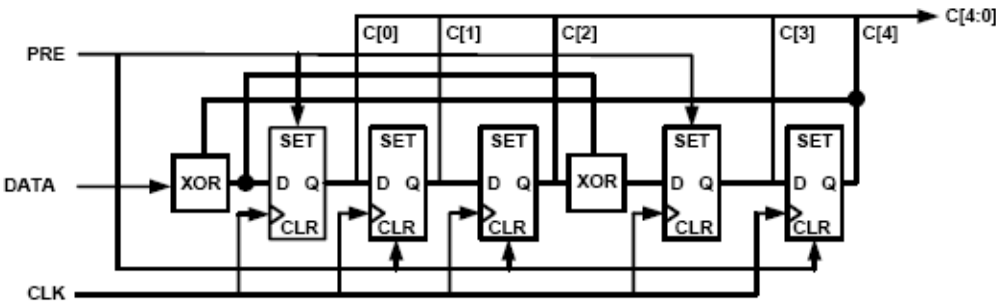 C[4:0]
C[0] C[1] C[2] C[3] C[4]
PRE
SET SET SET SET SET
DATA XOR D Q D Q D Q XOR D Q D Q
CLR CLR CLR CLR CLR
CLK